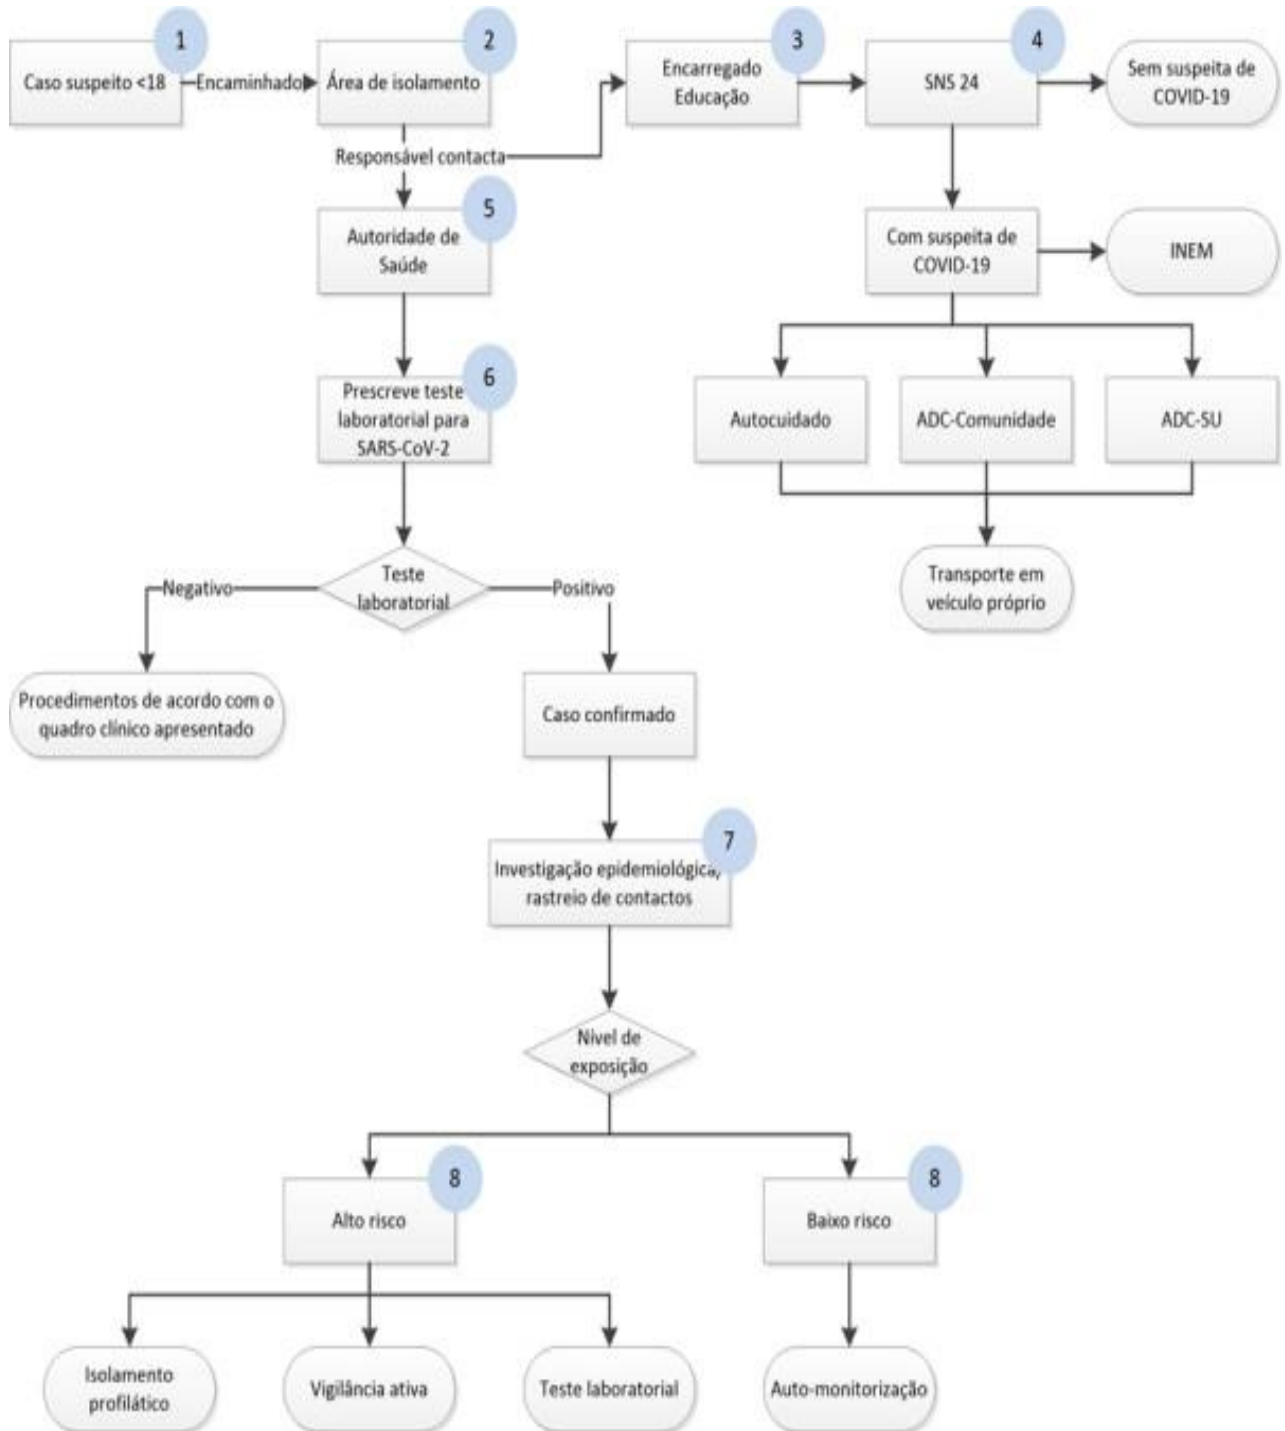 1
Caso suspeito <18
Encaminhado
2
Área de isolamento
3
Encarregado
Educação
4
SNS 24
Sem suspeita de
COVID-19
Responsável contacta
5
Autoridade de
Saúde
Com suspeita de
COVID-19
INEM
6
Prescreve teste
laboratorial para
SARS-CoV-2
Autocuidado
ADC-Comunidade
ADC-SU
Negativo
Teste
laboratorial
Positivo
Transporte em
veículo próprio
Procedimentos de acordo com o
quadro clínico apresentado
Caso confirmado
7
Investigação epidemiológica,
rastreio de contactos
Nível de
exposição
8
Alto risco
8
Baixo risco
Isolamento
profilático
Vigilância ativa
Teste laboratorial
Auto-monitorização